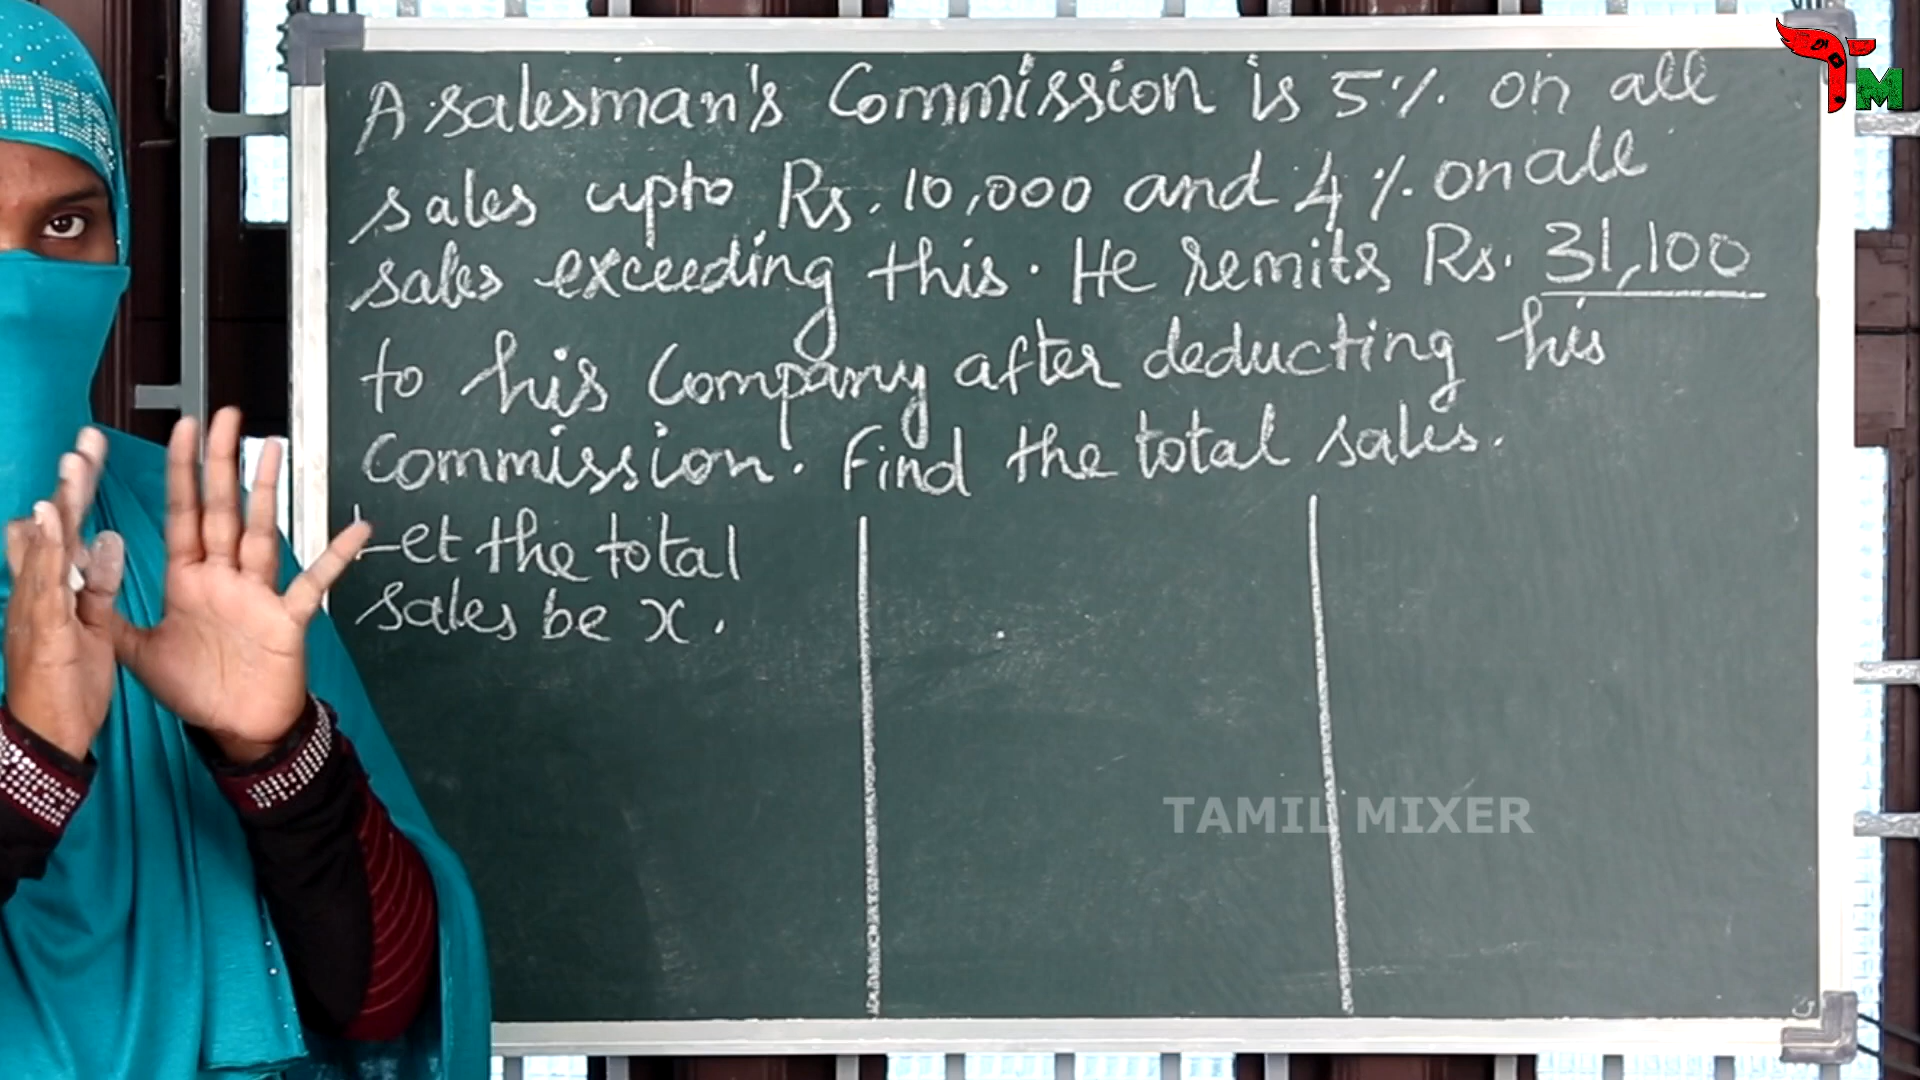 A salesman's Commission is 5% on all
sales upto Rs. 10,000 and 4% on all
sales exceeding this. He remits Rs. 31,100
to his Company after deducting his
Commission. Find the total sales.
Let the total
sales be x.
TAMIL MIXER
TM